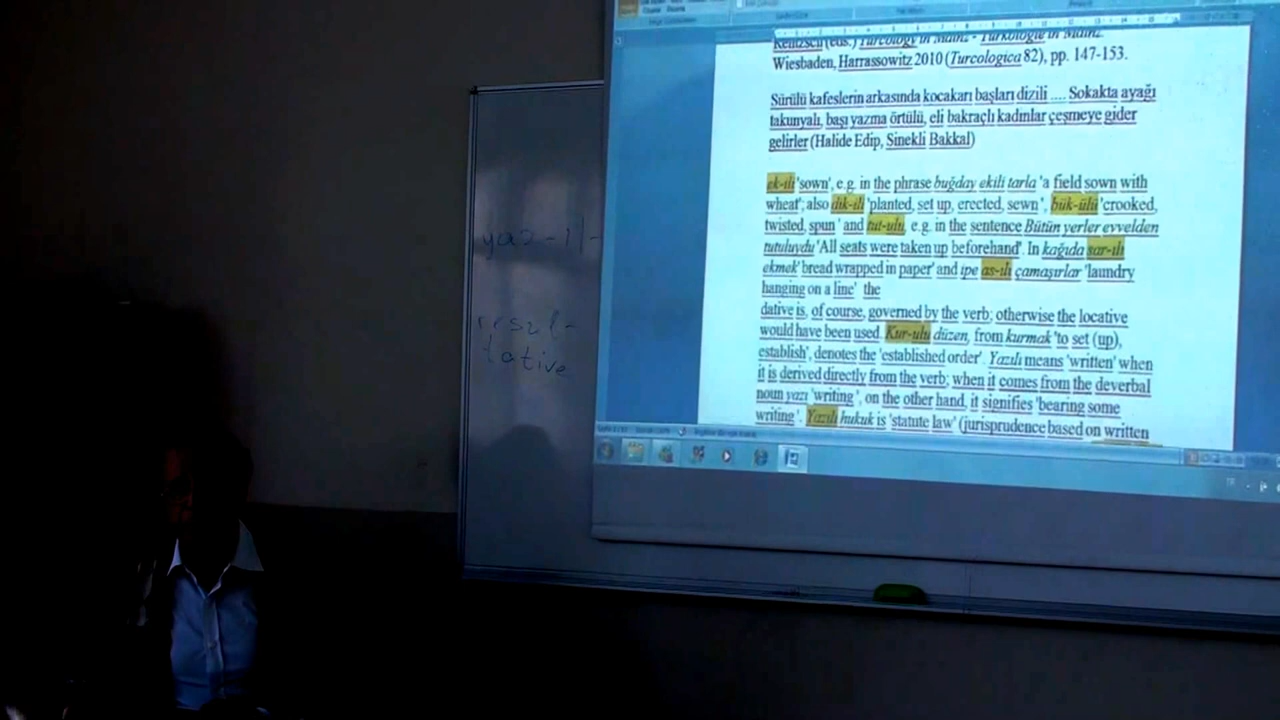 Wiesbaden, Harrassowitz 2010 (Turcologica 82), pp. 147-153.
Sürülü kafeslerin arkasında kocakarı başları dizili .... Sokakta ayağı
takunyalı, başı yazma örtülü, eli bakraçlı kadınlar çeşmeye gider
gelirler (Halide Edip, Sinekli Bakkal)
ek-ili 'sown', e.g. in the phrase buğday ekili tarla 'a field sown with
wheat'; also dik-ili 'planted, set up, erected, sewn', bük-ülü 'crooked,
twisted, spun' and tut-ulu, e.g. in the sentence Bütün yerler evvelden
tutuluydu 'All seats were taken up beforehand'. In kağıda sar-ılı
ekmek 'bread wrapped in paper' and ipe as-ılı çamaşırlar 'laundry
hanging on a line' the
dative is, of course, governed by the verb; otherwise the locative
would have been used. Kur-ulu düzen, from kurmak 'to set (up),
establish', denotes the 'established order'. Yazılı means 'written' when
it is derived directly from the verb; when it comes from the deverbal
noun yazı 'writing', on the other hand, it signifies 'bearing some
writing'. Yazılı hukuk is 'statute law' (jurisprudence based on written
yaz-ıl-
resul-
tative